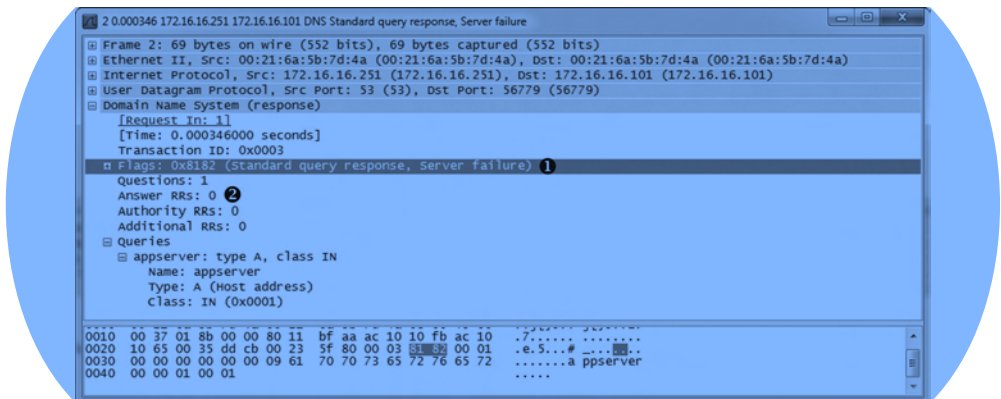 2 0.000346 172.16.16.251 172.16.16.101 DNS Standard query response, Server failure
Frame 2: 69 bytes on wire (552 bits), 69 bytes captured (552 bits)
Ethernet II, Src: 00:21:6a:5b:7d:4a (00:21:6a:5b:7d:4a), Dst: 00:21:6a:5b:7d:4a (00:21:6a:5b:7d:4a)
Internet Protocol, Src: 172.16.16.251 (172.16.16.251), Dst: 172.16.16.101 (172.16.16.101)
User Datagram Protocol, Src Port: 53 (53), Dst Port: 56779 (56779)
Domain Name System (response)
[Request In: 1]
[Time: 0.000346000 seconds]
Transaction ID: 0x0003
Flags: 0x8182 (Standard query response, Server failure) ❶
Questions: 1
Answer RRs: 0 ❷
Authority RRs: 0
Additional RRs: 0
Queries
appserver: type A, class IN
Name: appserver
Type: A (Host address)
Class: IN (0x0001)
0010 00 37 01 8b 00 00 80 11 bf aa ac 10 10 fb ac 10 .7...... ........
0020 10 65 00 35 dd cb 00 23 5f 80 00 03 81 82 00 01 .e.5...# _.......
0030 00 00 00 00 00 00 09 61 70 70 73 65 72 76 65 72 .......a ppserver
0040 00 00 01 00 01 .....